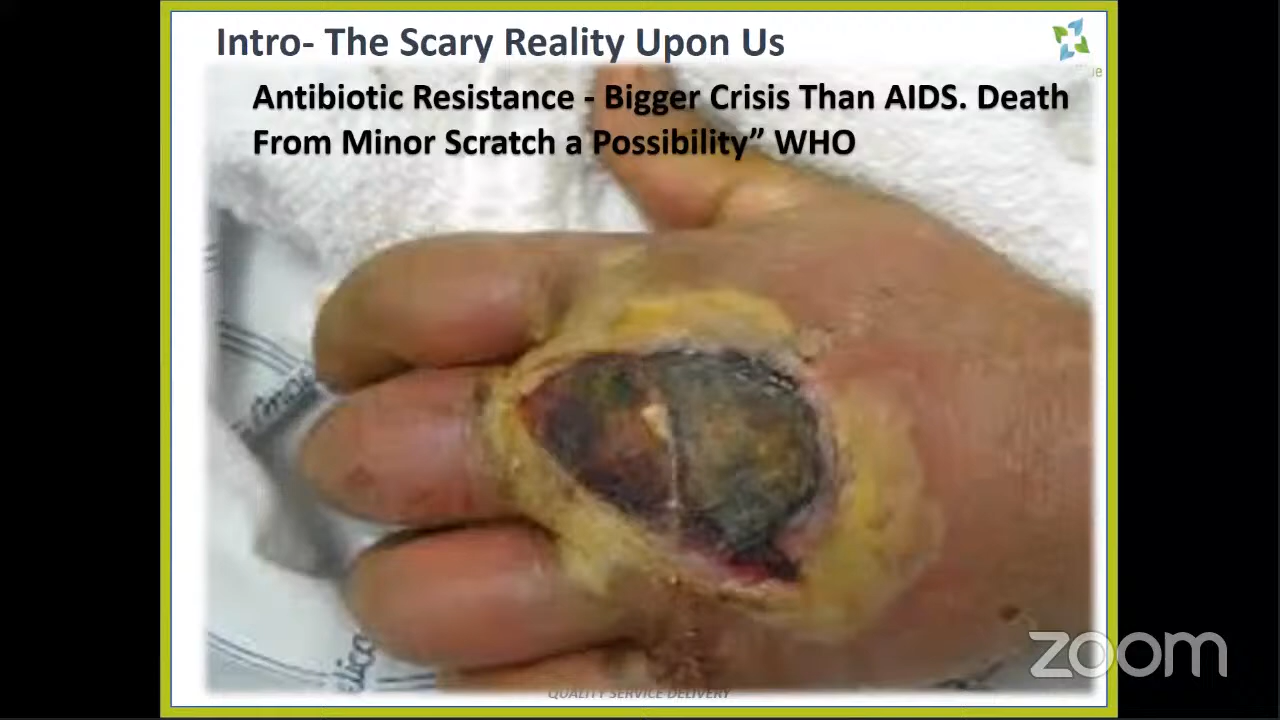 Intro- The Scary Reality Upon Us
Antibiotic Resistance - Bigger Crisis Than AIDS. Death
From Minor Scratch a Possibility” WHO
QUALITY SERVICE DELIVERY
zoom